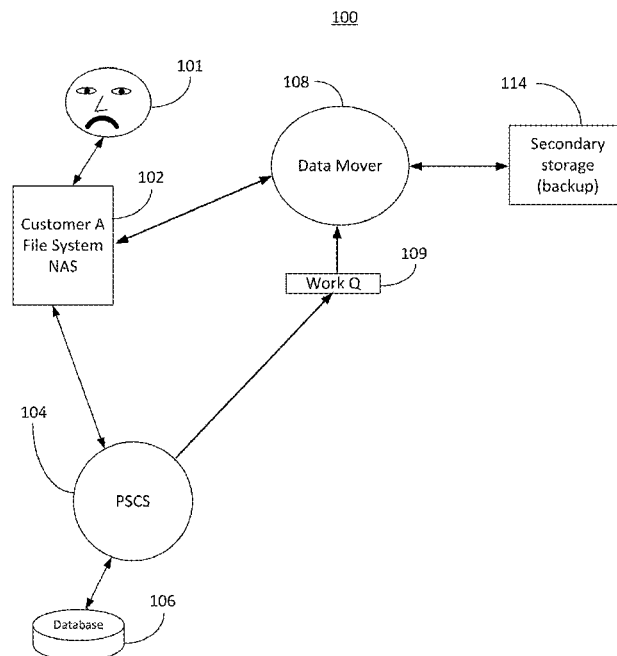 100
101
108
114
Data Mover
Secondary
storage
(backup)
102
Customer A
File System
NAS
109
Work Q
104
PSCS
Database
106